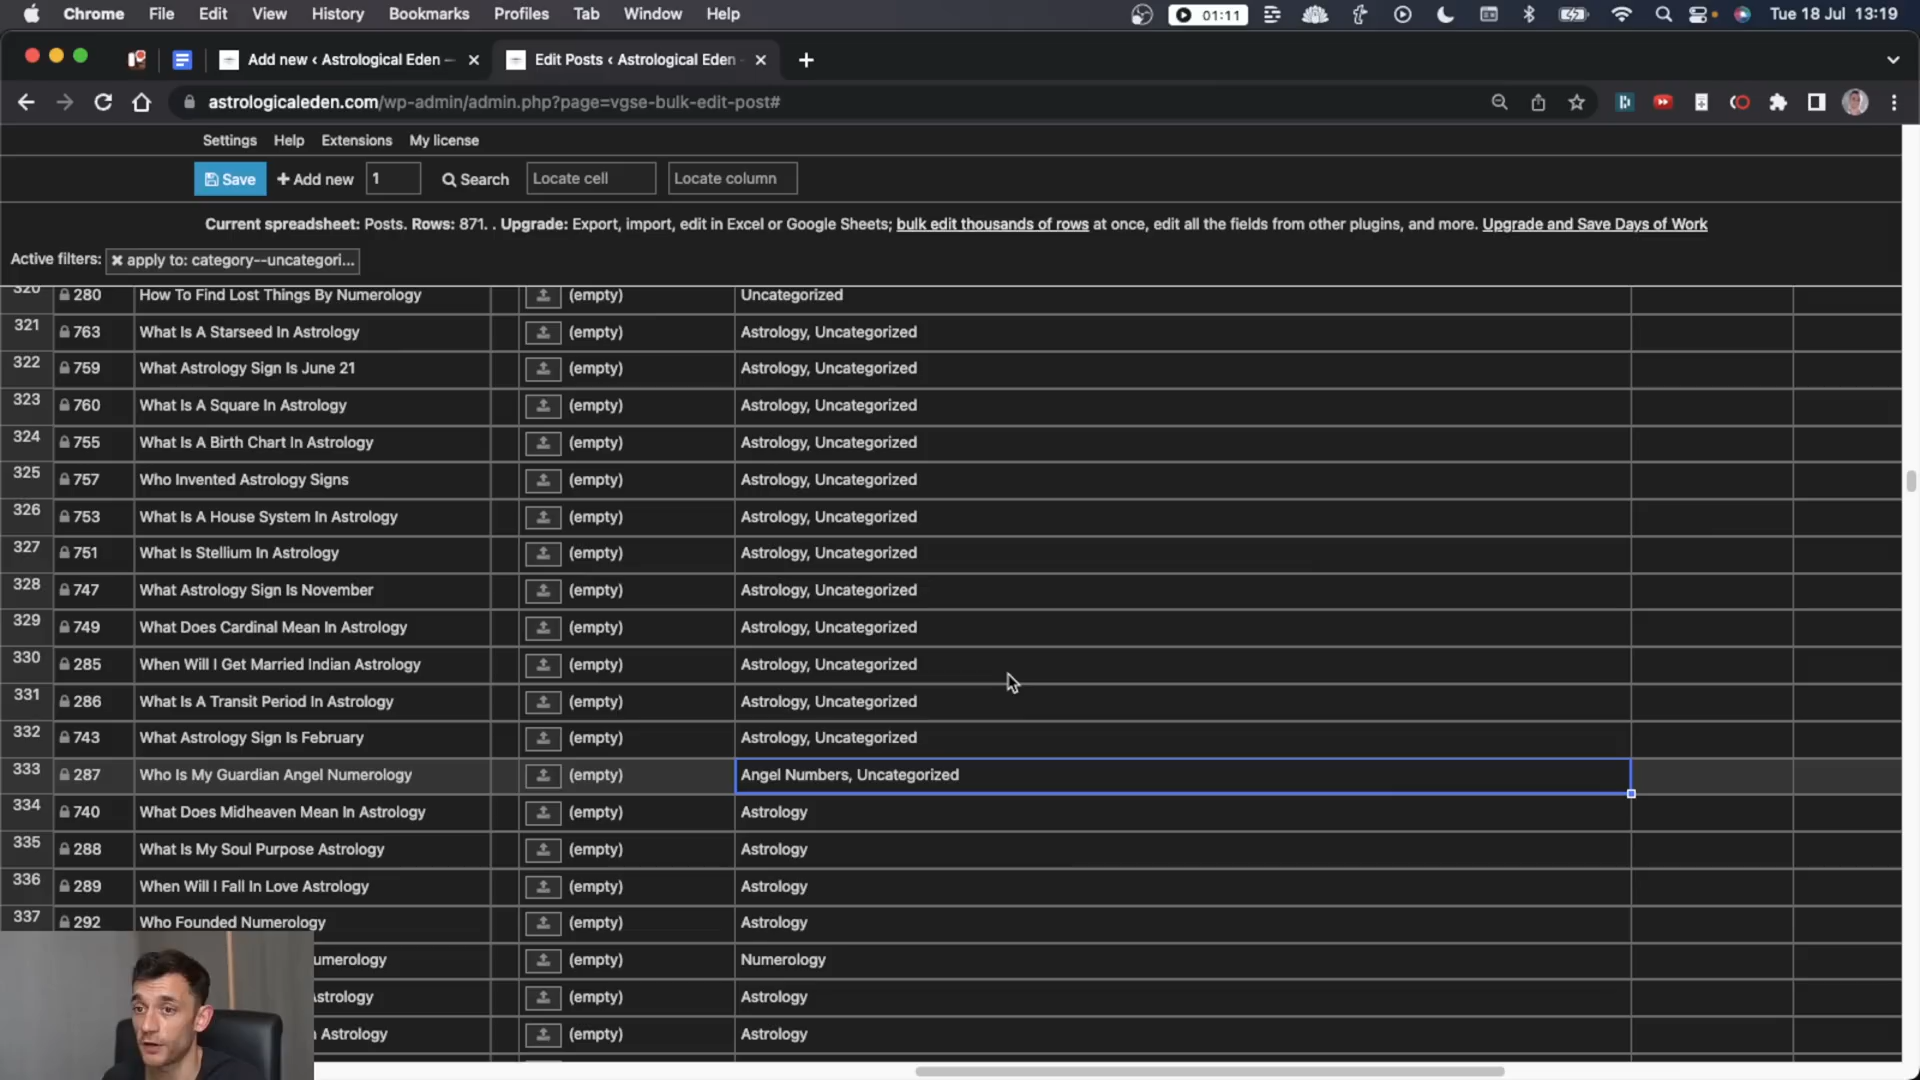 Chrome File Edit View History Bookmarks Profiles Tab Window Help 01:11 Tue 18 Jul 13:19
Add new ‹ Astrological Eden — Edit Posts ‹ Astrological Eden
astrologicaleden.com/wp-admin/admin.php?page=vgse-bulk-edit-post#
Settings Help Extensions My license
Save + Add new 1 Search Locate cell Locate column
Current spreadsheet: Posts. Rows: 871. . Upgrade: Export, import, edit in Excel or Google Sheets; bulk edit thousands of rows at once, edit all the fields from other plugins, and more. Upgrade and Save Days of Work
Active filters: ✖ apply to: category--uncategori...
320 280 How To Find Lost Things By Numerology (empty) Uncategorized
321 763 What Is A Starseed In Astrology (empty) Astrology, Uncategorized
322 759 What Astrology Sign Is June 21 (empty) Astrology, Uncategorized
323 760 What Is A Square In Astrology (empty) Astrology, Uncategorized
324 755 What Is A Birth Chart In Astrology (empty) Astrology, Uncategorized
325 757 Who Invented Astrology Signs (empty) Astrology, Uncategorized
326 753 What Is A House System In Astrology (empty) Astrology, Uncategorized
327 751 What Is Stellium In Astrology (empty) Astrology, Uncategorized
328 747 What Astrology Sign Is November (empty) Astrology, Uncategorized
329 749 What Does Cardinal Mean In Astrology (empty) Astrology, Uncategorized
330 285 When Will I Get Married Indian Astrology (empty) Astrology, Uncategorized
331 286 What Is A Transit Period In Astrology (empty) Astrology, Uncategorized
332 743 What Astrology Sign Is February (empty) Astrology, Uncategorized
333 287 Who Is My Guardian Angel Numerology (empty) Angel Numbers, Uncategorized
334 740 What Does Midheaven Mean In Astrology (empty) Astrology
335 288 What Is My Soul Purpose Astrology (empty) Astrology
336 289 When Will I Fall In Love Astrology (empty) Astrology
337 292 Who Founded Numerology (empty) Astrology
umerology (empty) Numerology
Astrology (empty) Astrology
Astrology (empty) Astrology